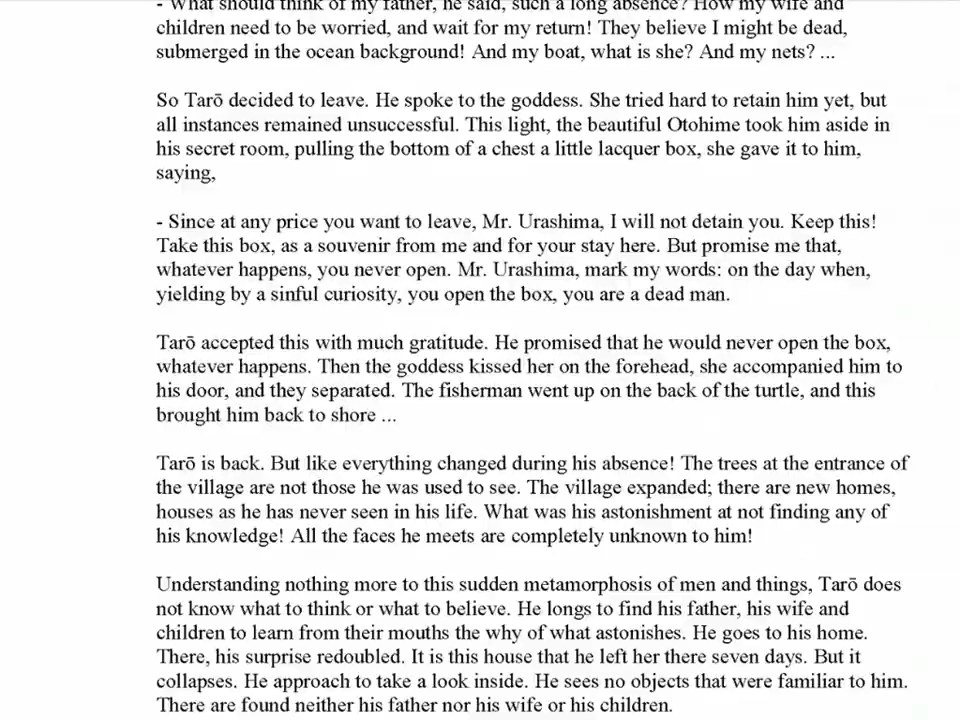 - What should think of my father, he said, such a long absence? How my wife and
children need to be worried, and wait for my return! They believe I might be dead,
submerged in the ocean background! And my boat, what is she? And my nets? ...
So Tarō decided to leave. He spoke to the goddess. She tried hard to retain him yet, but
all instances remained unsuccessful. This light, the beautiful Otohime took him aside in
his secret room, pulling the bottom of a chest a little lacquer box, she gave it to him,
saying,
- Since at any price you want to leave, Mr. Urashima, I will not detain you. Keep this!
Take this box, as a souvenir from me and for your stay here. But promise me that,
whatever happens, you never open. Mr. Urashima, mark my words: on the day when,
yielding by a sinful curiosity, you open the box, you are a dead man.
Tarō accepted this with much gratitude. He promised that he would never open the box,
whatever happens. Then the goddess kissed her on the forehead, she accompanied him to
his door, and they separated. The fisherman went up on the back of the turtle, and this
brought him back to shore ...
Tarō is back. But like everything changed during his absence! The trees at the entrance of
the village are not those he was used to see. The village expanded; there are new homes,
houses as he has never seen in his life. What was his astonishment at not finding any of
his knowledge! All the faces he meets are completely unknown to him!
Understanding nothing more to this sudden metamorphosis of men and things, Tarō does
not know what to think or what to believe. He longs to find his father, his wife and
children to learn from their mouths the why of what astonishes. He goes to his home.
There, his surprise redoubled. It is this house that he left her there seven days. But it
collapses. He approach to take a look inside. He sees no objects that were familiar to him.
There are found neither his father nor his wife or his children.